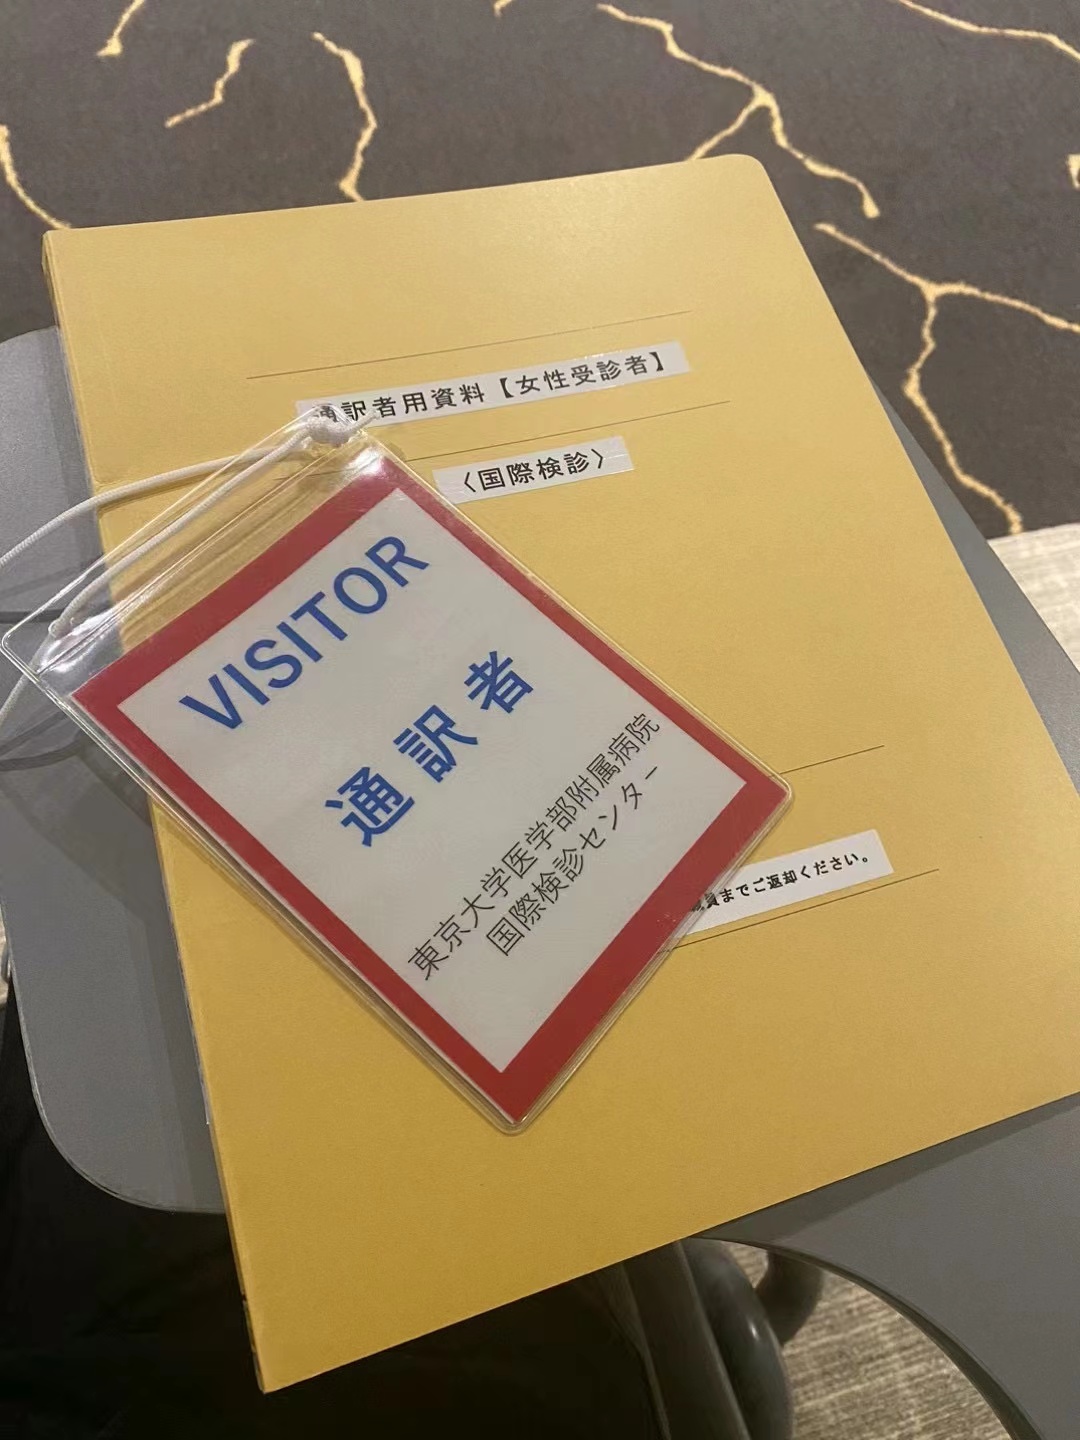 通訳者用資料【女性受診者】
〈国際検診〉
VISITOR
通訳者
東京大学医学部附属病院
国際検診センター
までご返却ください。